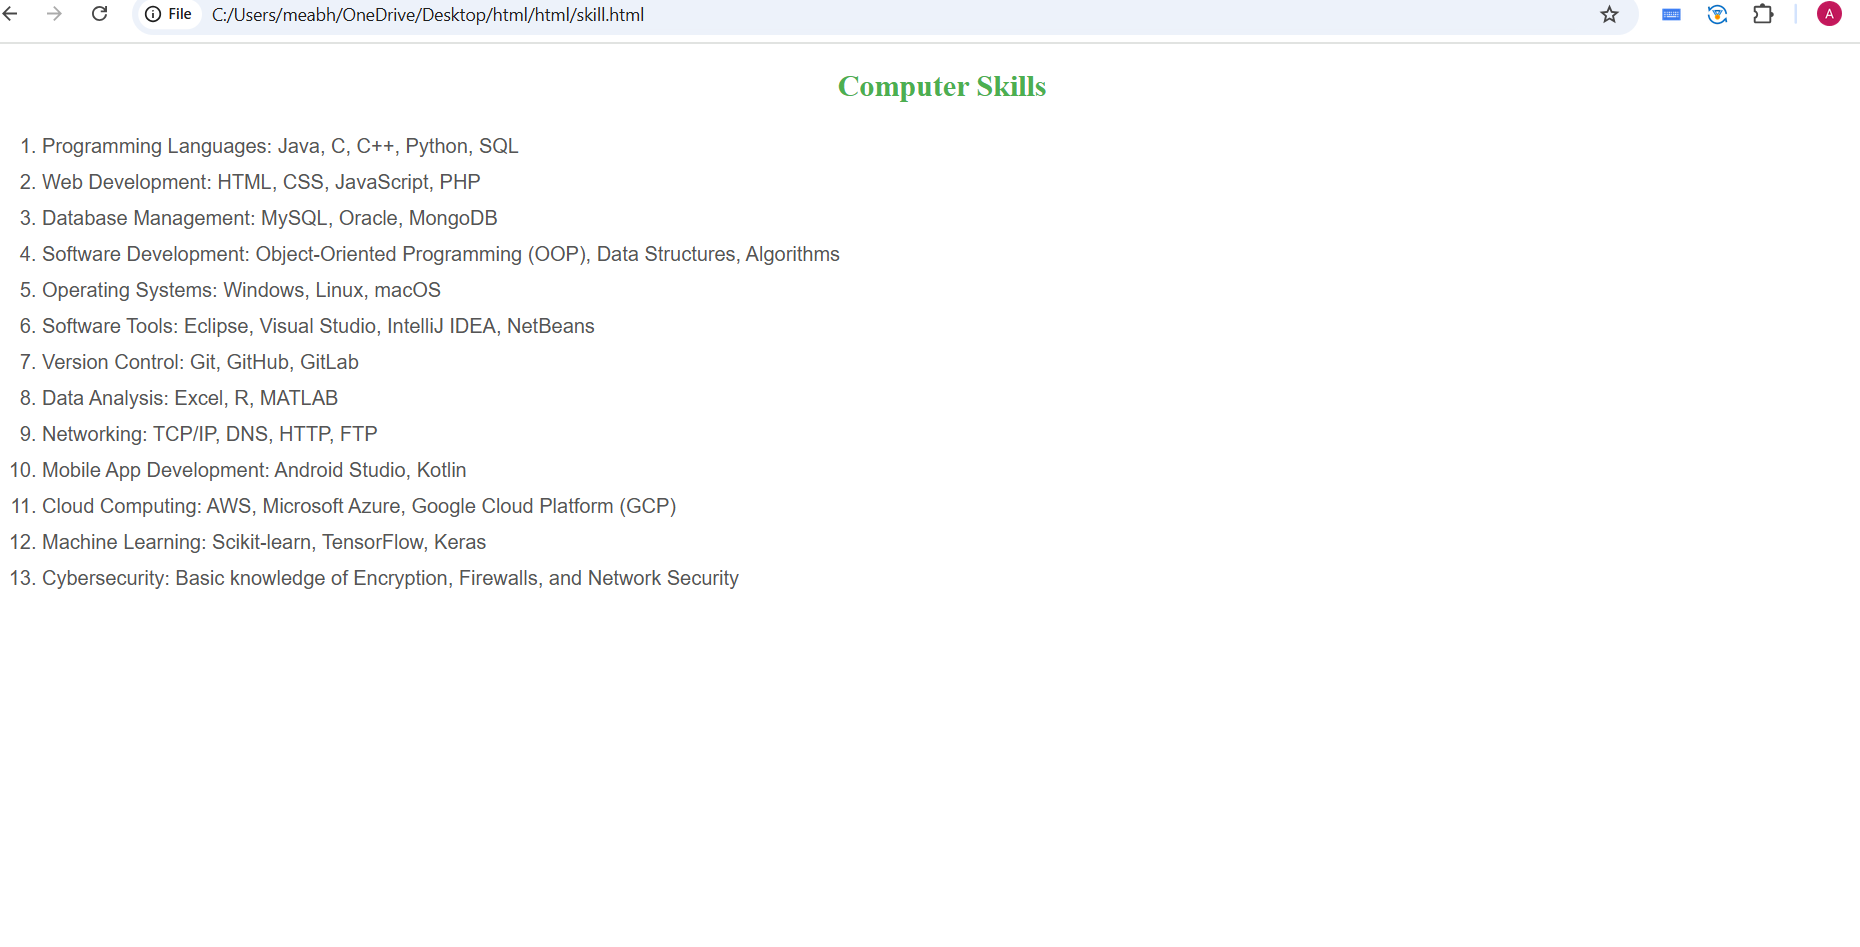 File C:/Users/meabh/OneDrive/Desktop/html/html/skill.html A
Computer Skills
1. Programming Languages: Java, C, C++, Python, SQL
2. Web Development: HTML, CSS, JavaScript, PHP
3. Database Management: MySQL, Oracle, MongoDB
4. Software Development: Object-Oriented Programming (OOP), Data Structures, Algorithms
5. Operating Systems: Windows, Linux, macOS
6. Software Tools: Eclipse, Visual Studio, IntelliJ IDEA, NetBeans
7. Version Control: Git, GitHub, GitLab
8. Data Analysis: Excel, R, MATLAB
9. Networking: TCP/IP, DNS, HTTP, FTP
10. Mobile App Development: Android Studio, Kotlin
11. Cloud Computing: AWS, Microsoft Azure, Google Cloud Platform (GCP)
12. Machine Learning: Scikit-learn, TensorFlow, Keras
13. Cybersecurity: Basic knowledge of Encryption, Firewalls, and Network Security